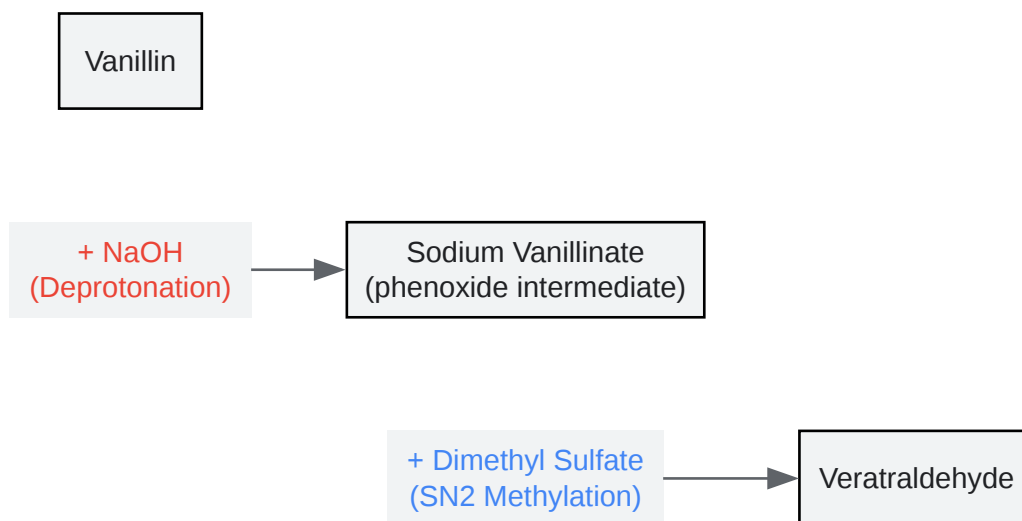 Vanillin
+ NaOH
(Deprotonation)
Sodium Vanillinate
(phenoxide intermediate)
+ Dimethyl Sulfate
(SN2 Methylation)
Veratraldehyde